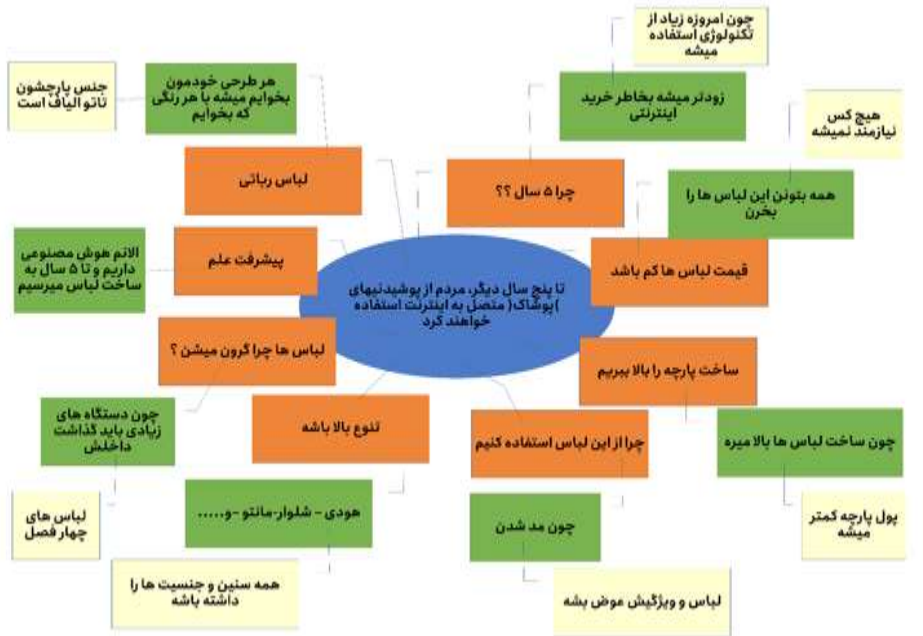 چون امروزه زیاد از
تکنولوژی استفاده
میشه
هر طرحی خودمون
بخوایم میشه با هر رنگی
که بخوایم
جنس پارچشون
نانو الیاف است
زودتر میشه بخاطر خرید
اینترنتی
هیچ کس
نیازمند نمیشه
لباس رباتی
چرا ۵ سال ؟؟
همه بتونن این لباس ها را
بخرن
پیشرفت علم
الانم هوش مصنوعی
داریم و تا ۵ سال به
ساخت لباس میرسیم
قیمت لباس ها کم باشد
تا پنج سال دیگر، مردم از پوشیدنیهای
)پوشاک( متصل به اینترنت استفاده
خواهند کرد
لباس ها چرا گرون میشن ؟
ساخت پارچه را بالا ببریم
چون دستگاه های
زیادی باید گذاشت
داخلش
تنوع بالا باشه
چرا از این لباس استفاده کنیم
چون ساخت لباس ها بالا میره
لباس های
چهار فصل
هودی – شلوار-مانتو –و.....
چون مد شدن
پول پارچه کمتر
میشه
همه سنین و جنسیت ها را
داشته باشه
لباس و ویژگیش عوض بشه